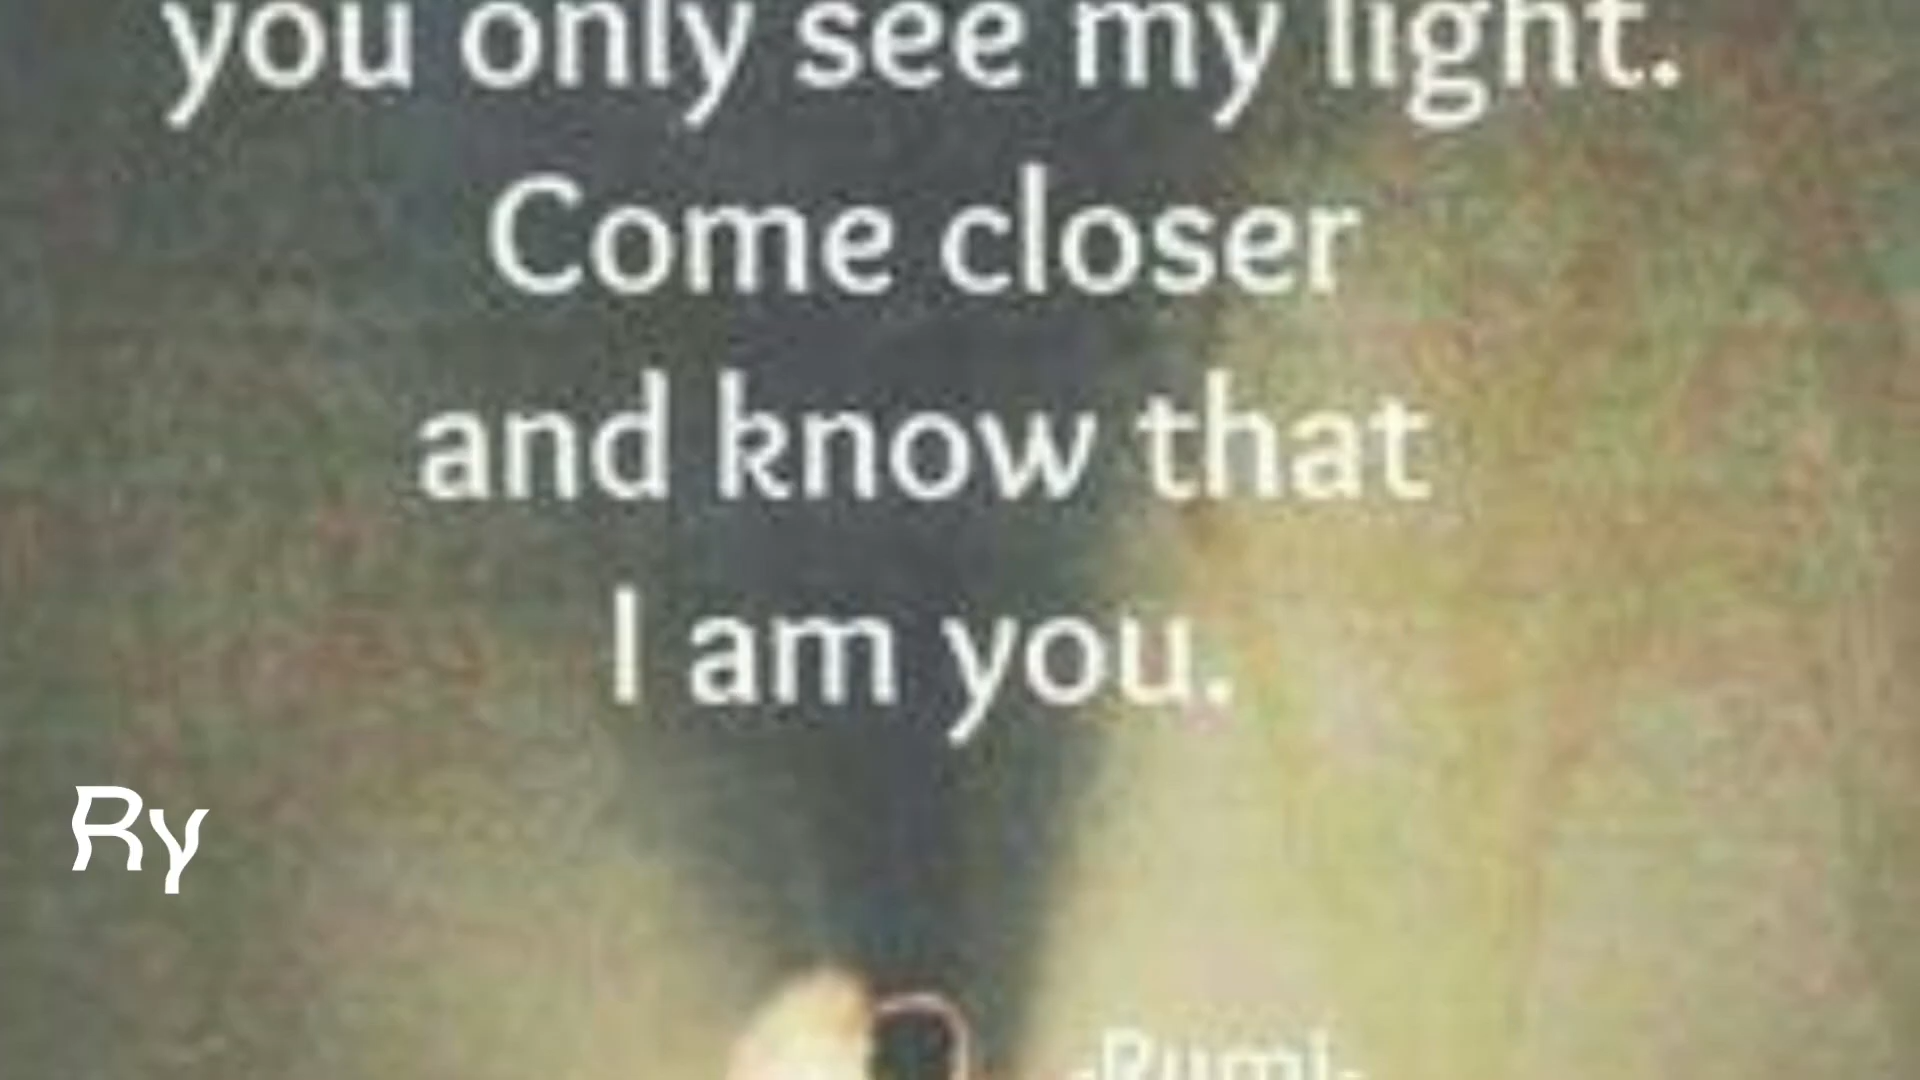 you only see my light.
Come closer
and know that
I am you.
Ry
-Rumi-